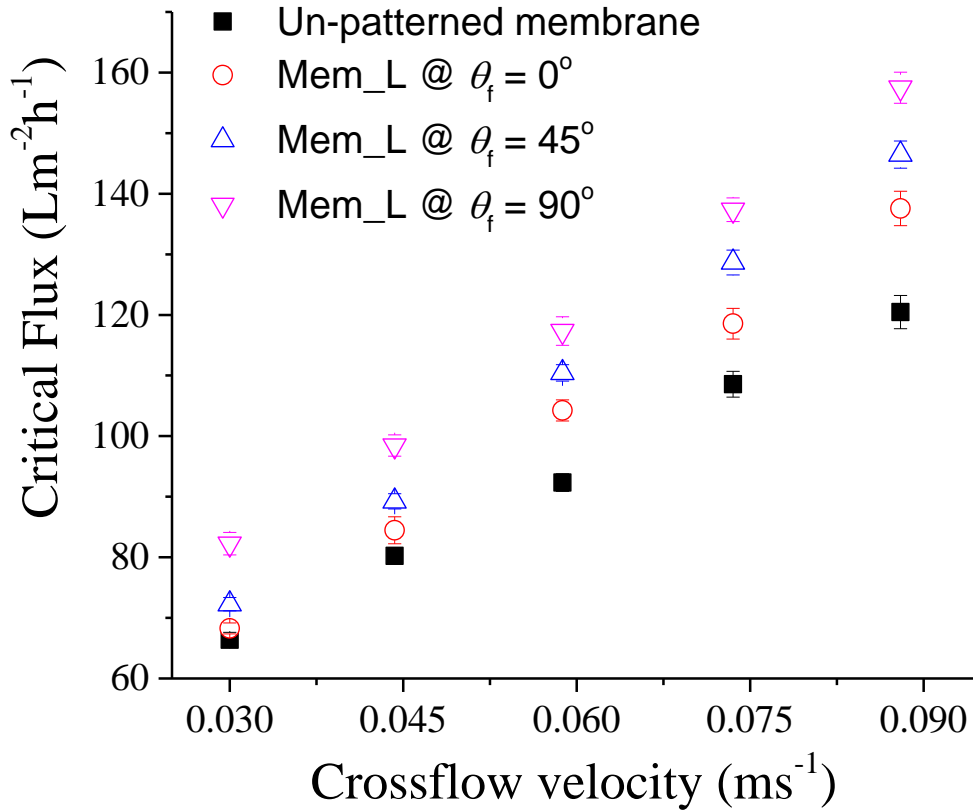 Un-patterned membrane
Mem_L @ θf = 0°
Mem_L @ θf = 45°
Mem_L @ θf = 90°
Critical Flux (Lm⁻²h⁻¹)
160
140
120
100
80
60
0.030 0.045 0.060 0.075 0.090
Crossflow velocity (ms⁻¹)